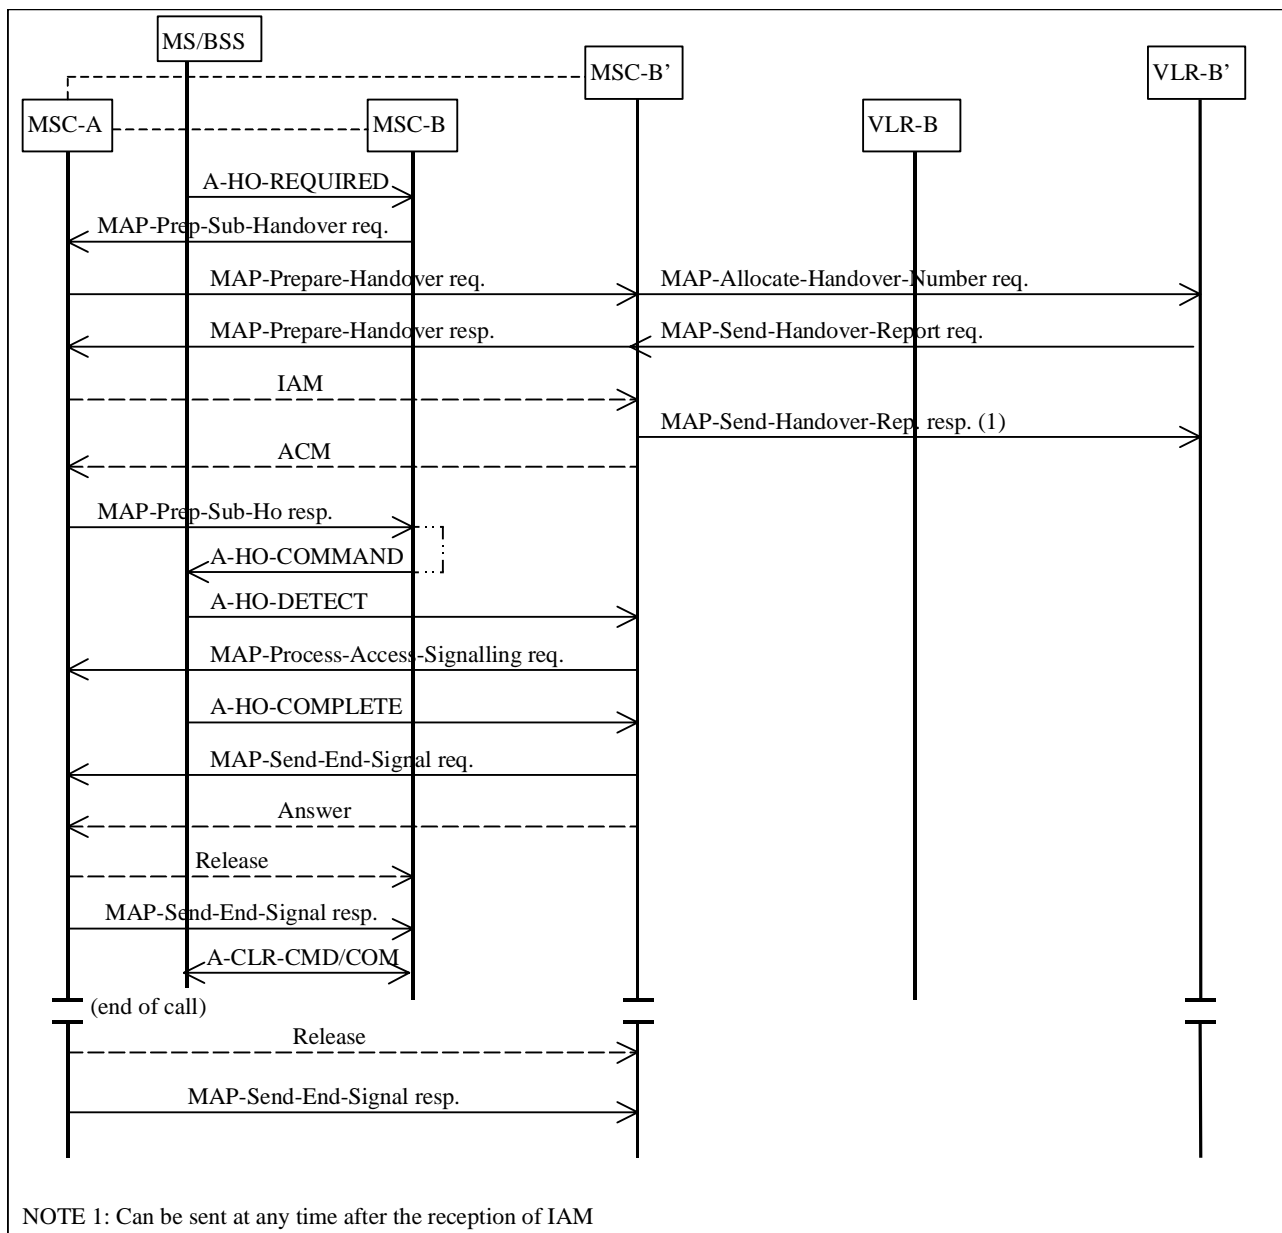 MS/BSS
MSC-B’
VLR-B’
MSC-A
MSC-B
VLR-B
A-HO-REQUIRED
MAP-Prep-Sub-Handover req.
MAP-Prepare-Handover req.
MAP-Allocate-Handover-Number req.
MAP-Prepare-Handover resp.
MAP-Send-Handover-Report req.
IAM
MAP-Send-Handover-Rep. resp. (1)
ACM
MAP-Prep-Sub-Ho resp.
A-HO-COMMAND
A-HO-DETECT
MAP-Process-Access-Signalling req.
A-HO-COMPLETE
MAP-Send-End-Signal req.
Answer
Release
MAP-Send-End-Signal resp.
A-CLR-CMD/COM
(end of call)
Release
MAP-Send-End-Signal resp.
NOTE 1: Can be sent at any time after the reception of IAM